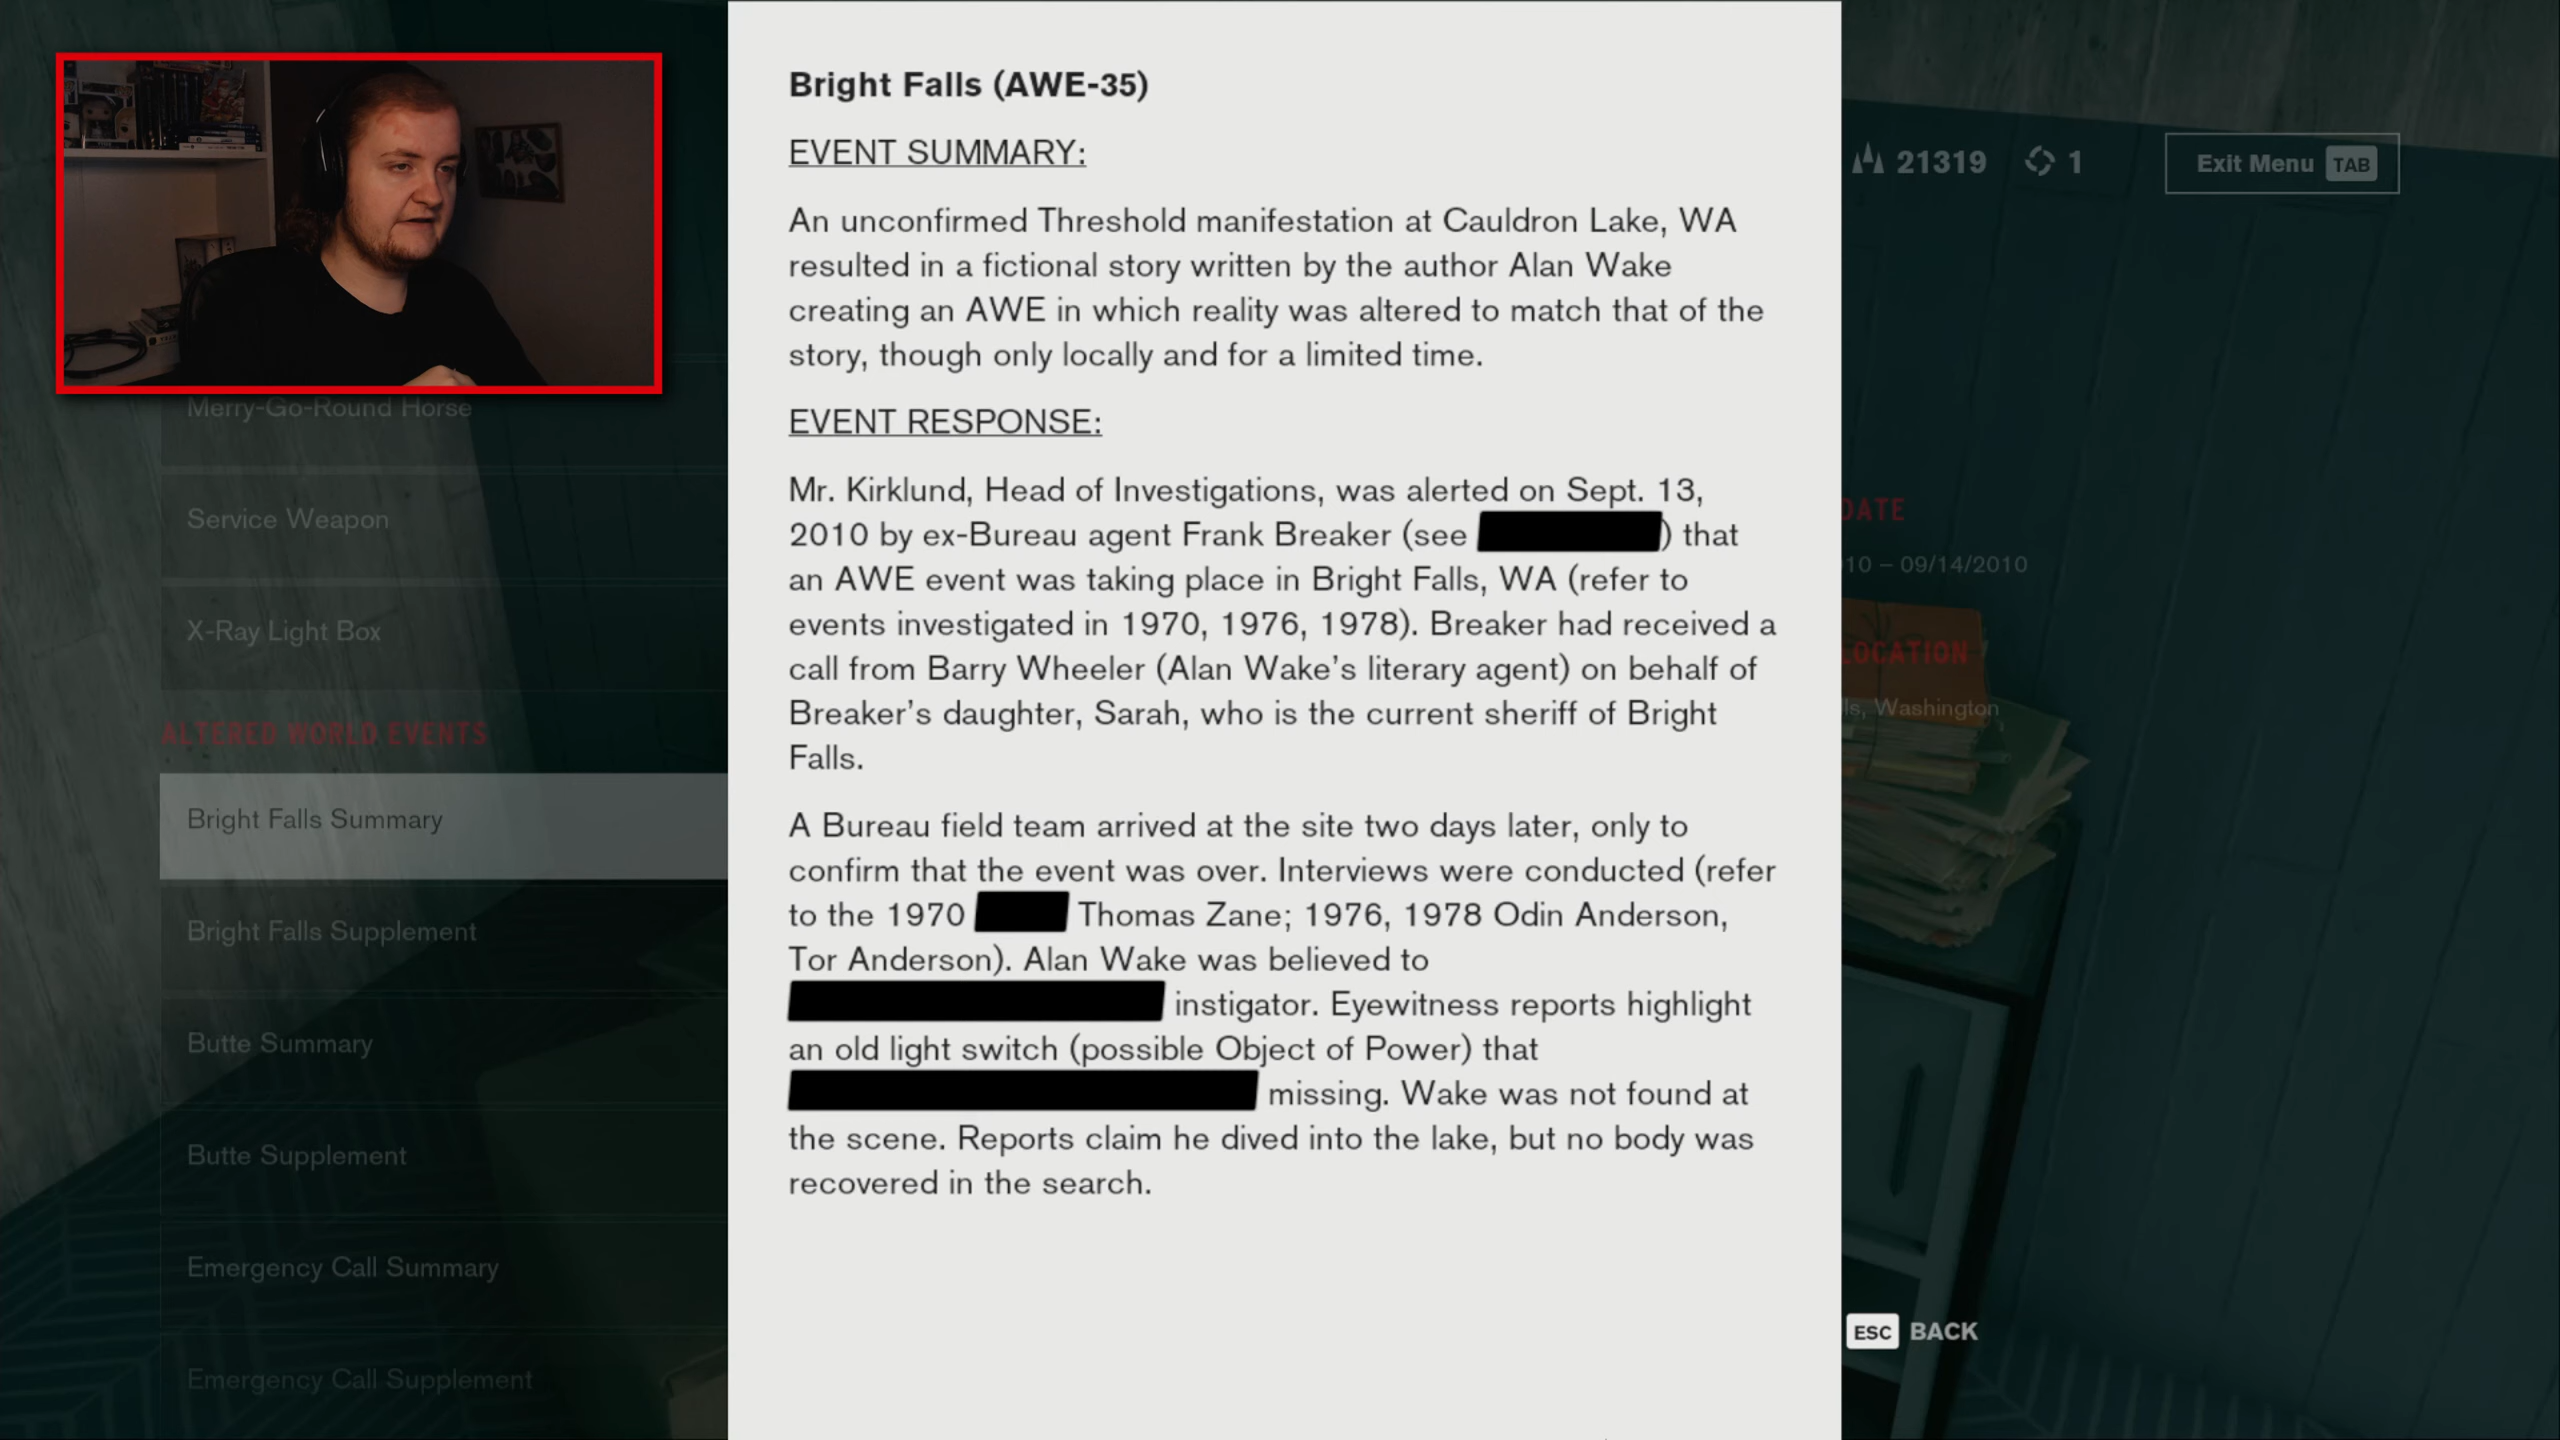 Bright Falls (AWE-35)
EVENT SUMMARY:
An unconfirmed Threshold manifestation at Cauldron Lake, WA
resulted in a fictional story written by the author Alan Wake
creating an AWE in which reality was altered to match that of the
story, though only locally and for a limited time.
EVENT RESPONSE:
Mr. Kirklund, Head of Investigations, was alerted on Sept. 13,
2010 by ex-Bureau agent Frank Breaker (see ) that
an AWE event was taking place in Bright Falls, WA (refer to
events investigated in 1970, 1976, 1978). Breaker had received a
call from Barry Wheeler (Alan Wake's literary agent) on behalf of
Breaker's daughter, Sarah, who is the current sheriff of Bright
Falls.
A Bureau field team arrived at the site two days later, only to
confirm that the event was over. Interviews were conducted (refer
to the 1970 Thomas Zane; 1976, 1978 Odin Anderson,
Tor Anderson). Alan Wake was believed to
instigator. Eyewitness reports highlight
an old light switch (possible Object of Power) that
missing. Wake was not found at
the scene. Reports claim he dived into the lake, but no body was
recovered in the search.
Merry-Go-Round Horse
Service Weapon
X-Ray Light Box
ALTERED WORLD EVENTS
Bright Falls Summary
Bright Falls Supplement
Butte Summary
Butte Supplement
Emergency Call Summary
Emergency Call Supplement
21319 1
Exit Menu TAB
DATE
10 – 09/14/2010
LOCATION
ls, Washington
ESC BACK